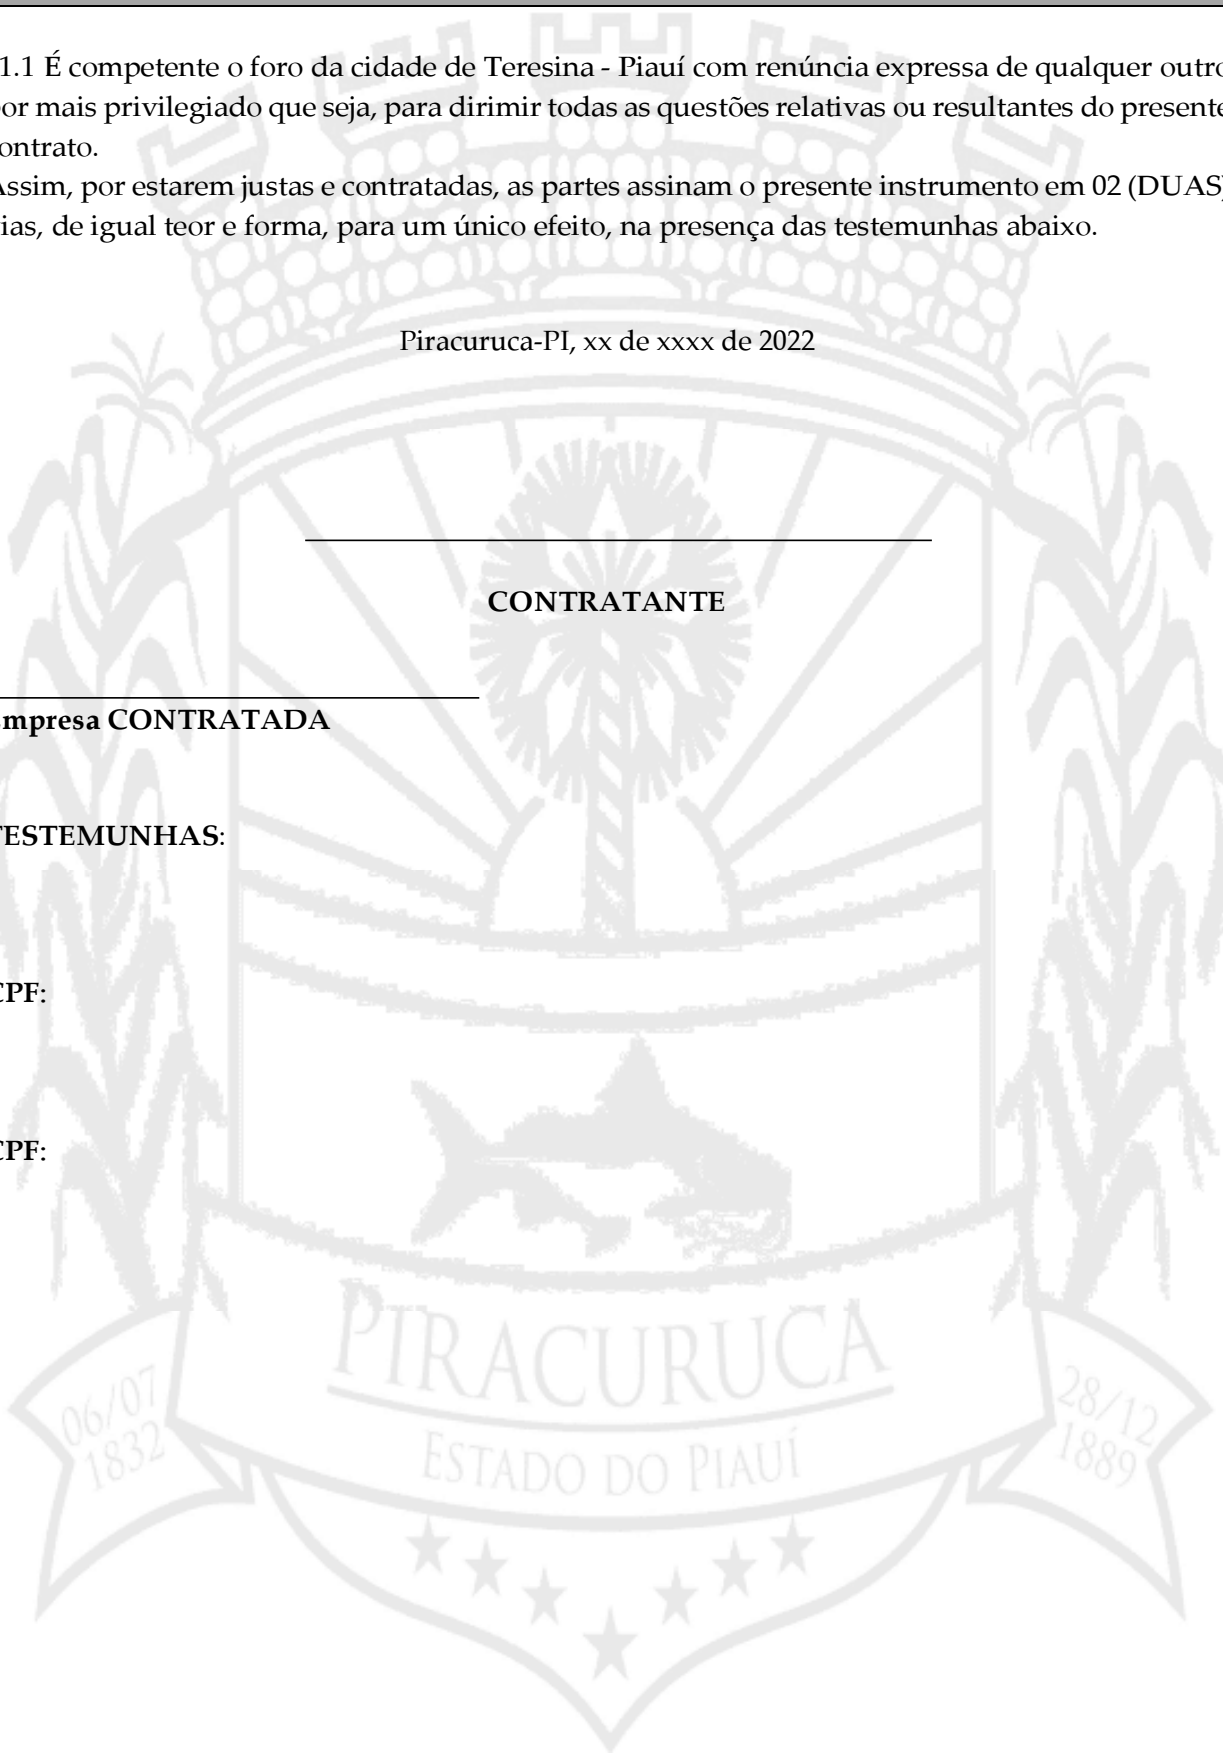 1.1 É competente o foro da cidade de Teresina - Piauí com renúncia expressa de qualquer outro
por mais privilegiado que seja, para dirimir todas as questões relativas ou resultantes do presente
contrato.
Assim, por estarem justas e contratadas, as partes assinam o presente instrumento em 02 (DUAS)
ias, de igual teor e forma, para um único efeito, na presença das testemunhas abaixo.
Piracuruca-PI, xx de xxxx de 2022
CONTRATANTE
Empresa CONTRATADA
TESTEMUNHAS:
CPF:
CPF:
PIRACURUCA
ESTADO DO PIAUÍ
06/07
1832
28/12
1889